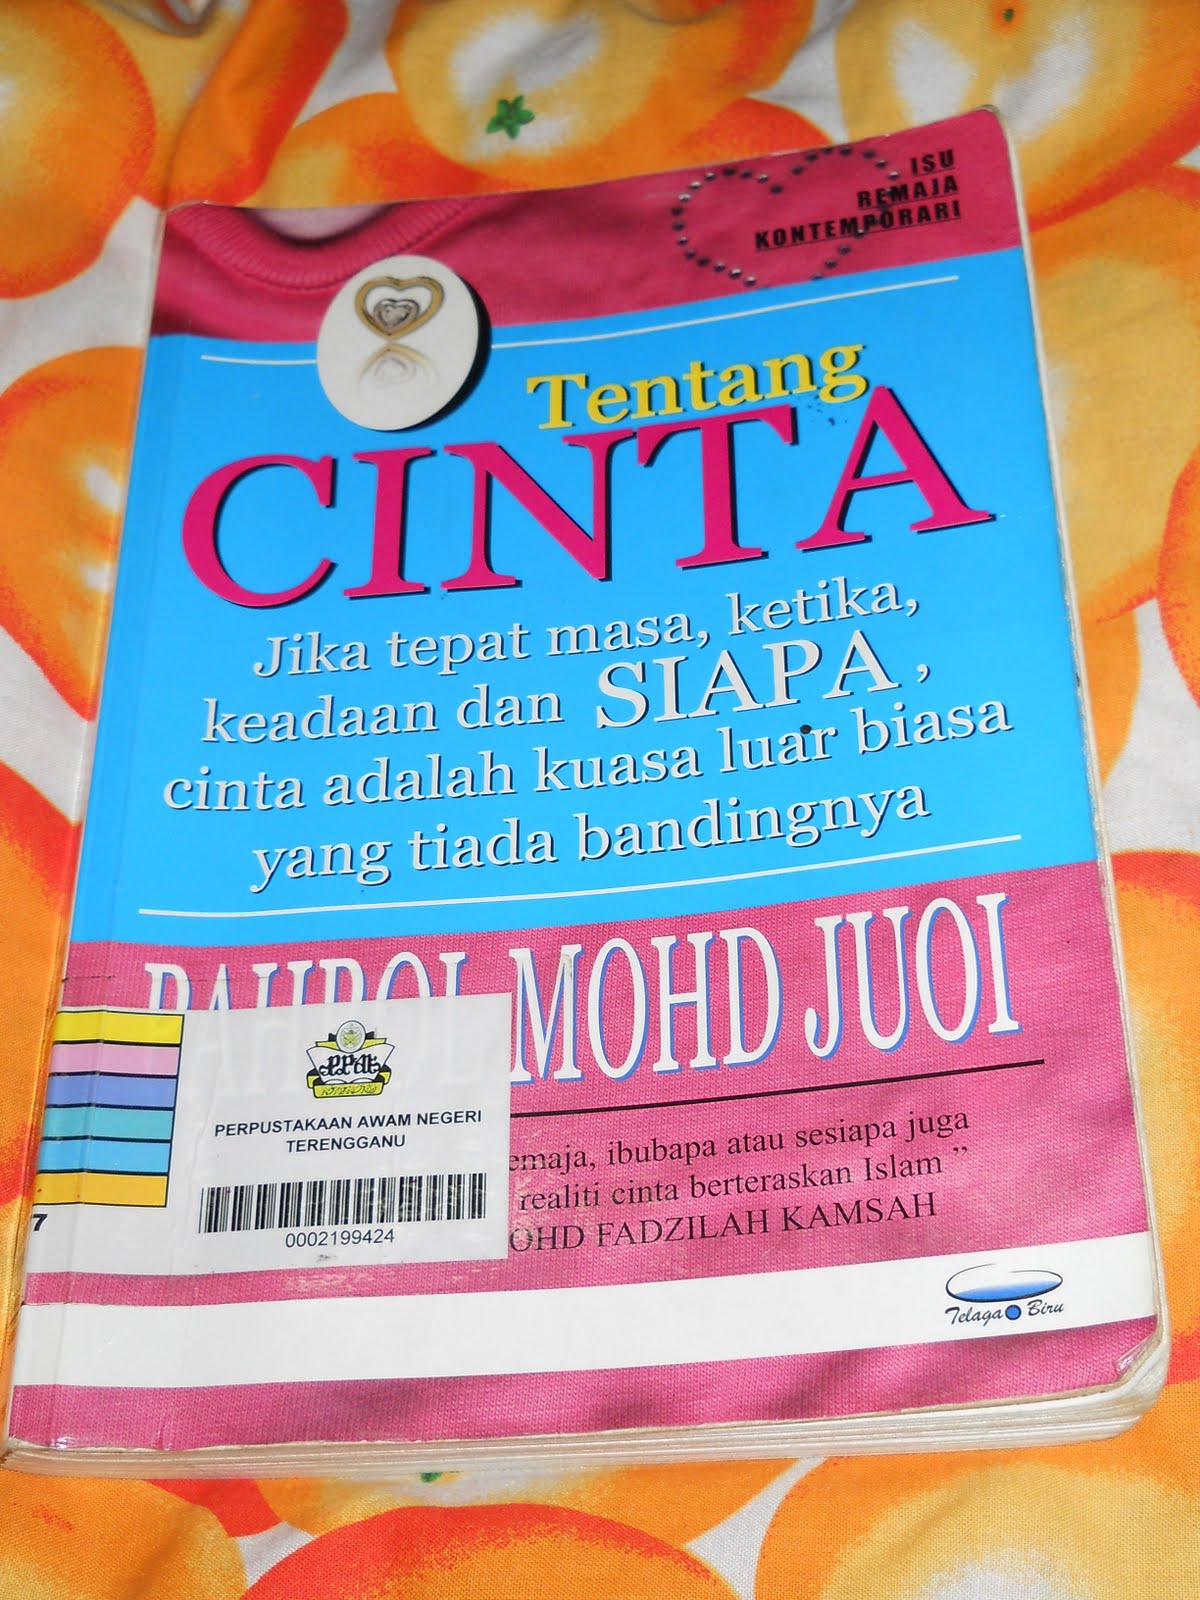 ISU
REMAJA
KONTEMPORARI
Tentang
CINTA
Jika tepat masa, ketika,
keadaan dan SIAPA,
cinta adalah kuasa luar biasa
yang tiada bandingnya
PAHROL MOHD JUOI
PERPUSTAKAAN AWAM NEGERI
TERENGGANU
0002199424
7
emaja, ibubapa atau sesiapa juga
realiti cinta berteraskan Islam ”
OHD FADZILAH KAMSAH
Telaga Biru